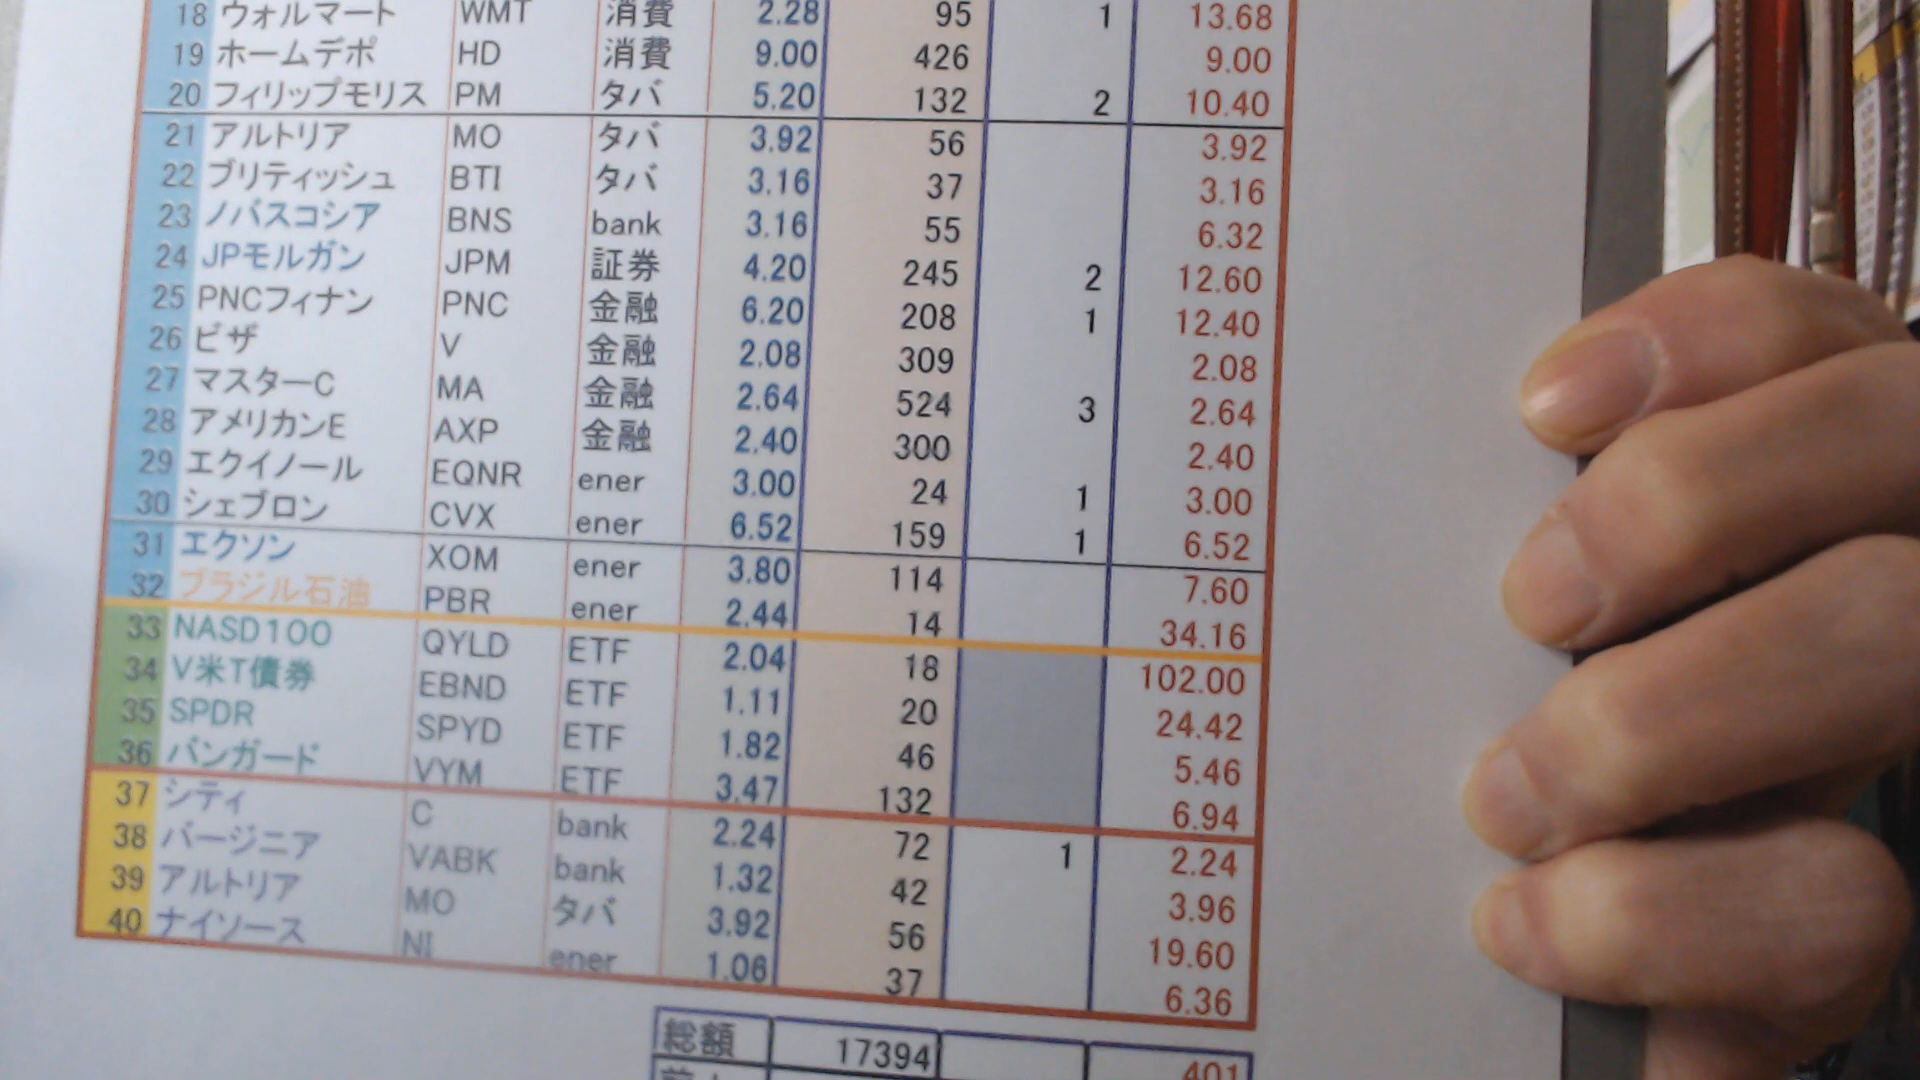 18 ウォルマート WMT 消費 2.28 95 1 13.68
19 ホームデポ HD 消費 9.00 426 9.00
20 フィリップモリス PM タバ 5.20 132 2 10.40
21 アルトリア MO タバ 3.92 56 3.92
22 ブリティッシュ BTI タバ 3.16 37 3.16
23 ノバスコシア BNS bank 3.16 55 6.32
24 JPモルガン JPM 証券 4.20 245 2 12.60
25 PNCフィナン PNC 金融 6.20 208 1 12.40
26 ビザ V 金融 2.08 309 2.08
27 マスターC MA 金融 2.64 524 3 2.64
28 アメリカンE AXP 金融 2.40 300 2.40
29 エクイノール EQNR ener 3.00 24 1 3.00
30 シェブロン CVX ener 6.52 159 1 6.52
31 エクソン XOM ener 3.80 114 7.60
32 ブラジル石油 PBR ener 2.44 14 34.16
33 NASD100 QYLD ETF 2.04 18 102.00
34 V米T債券 EBND ETF 1.11 20 24.42
35 SPDR SPYD ETF 1.82 46 5.46
36 バンガード VYM ETF 3.47 132 6.94
37 シティ C bank 2.24 72 1 2.24
38 バージニア VABK bank 1.32 42 3.96
39 アルトリア MO タバ 3.92 56 19.60
40 ナイソース NI ener 1.06 37 6.36
総額 17394 401